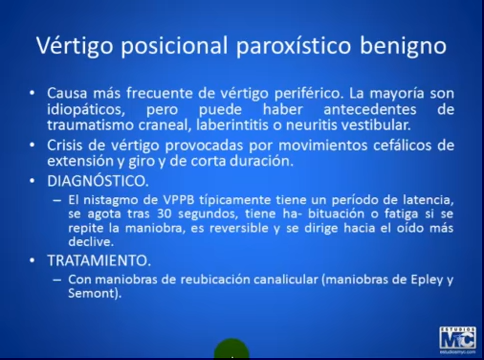 Vértigo posicional paroxístico benigno
• Causa más frecuente de vértigo periférico. La mayoría son
idiopáticos, pero puede haber antecedentes de
traumatismo craneal, laberintitis o neuritis vestibular.
• Crisis de vértigo provocadas por movimientos cefálicos de
extensión y giro y de corta duración.
• DIAGNÓSTICO.
– El nistagmo de VPPB típicamente tiene un período de latencia,
se agota tras 30 segundos, tiene ha- bituación o fatiga si se
repite la maniobra, es reversible y se dirige hacia el oído más
declive.
• TRATAMIENTO.
– Con maniobras de reubicación canalicular (maniobras de Epley y
Semont).
ESTUDIOS
MyC
estudiosmyc.com